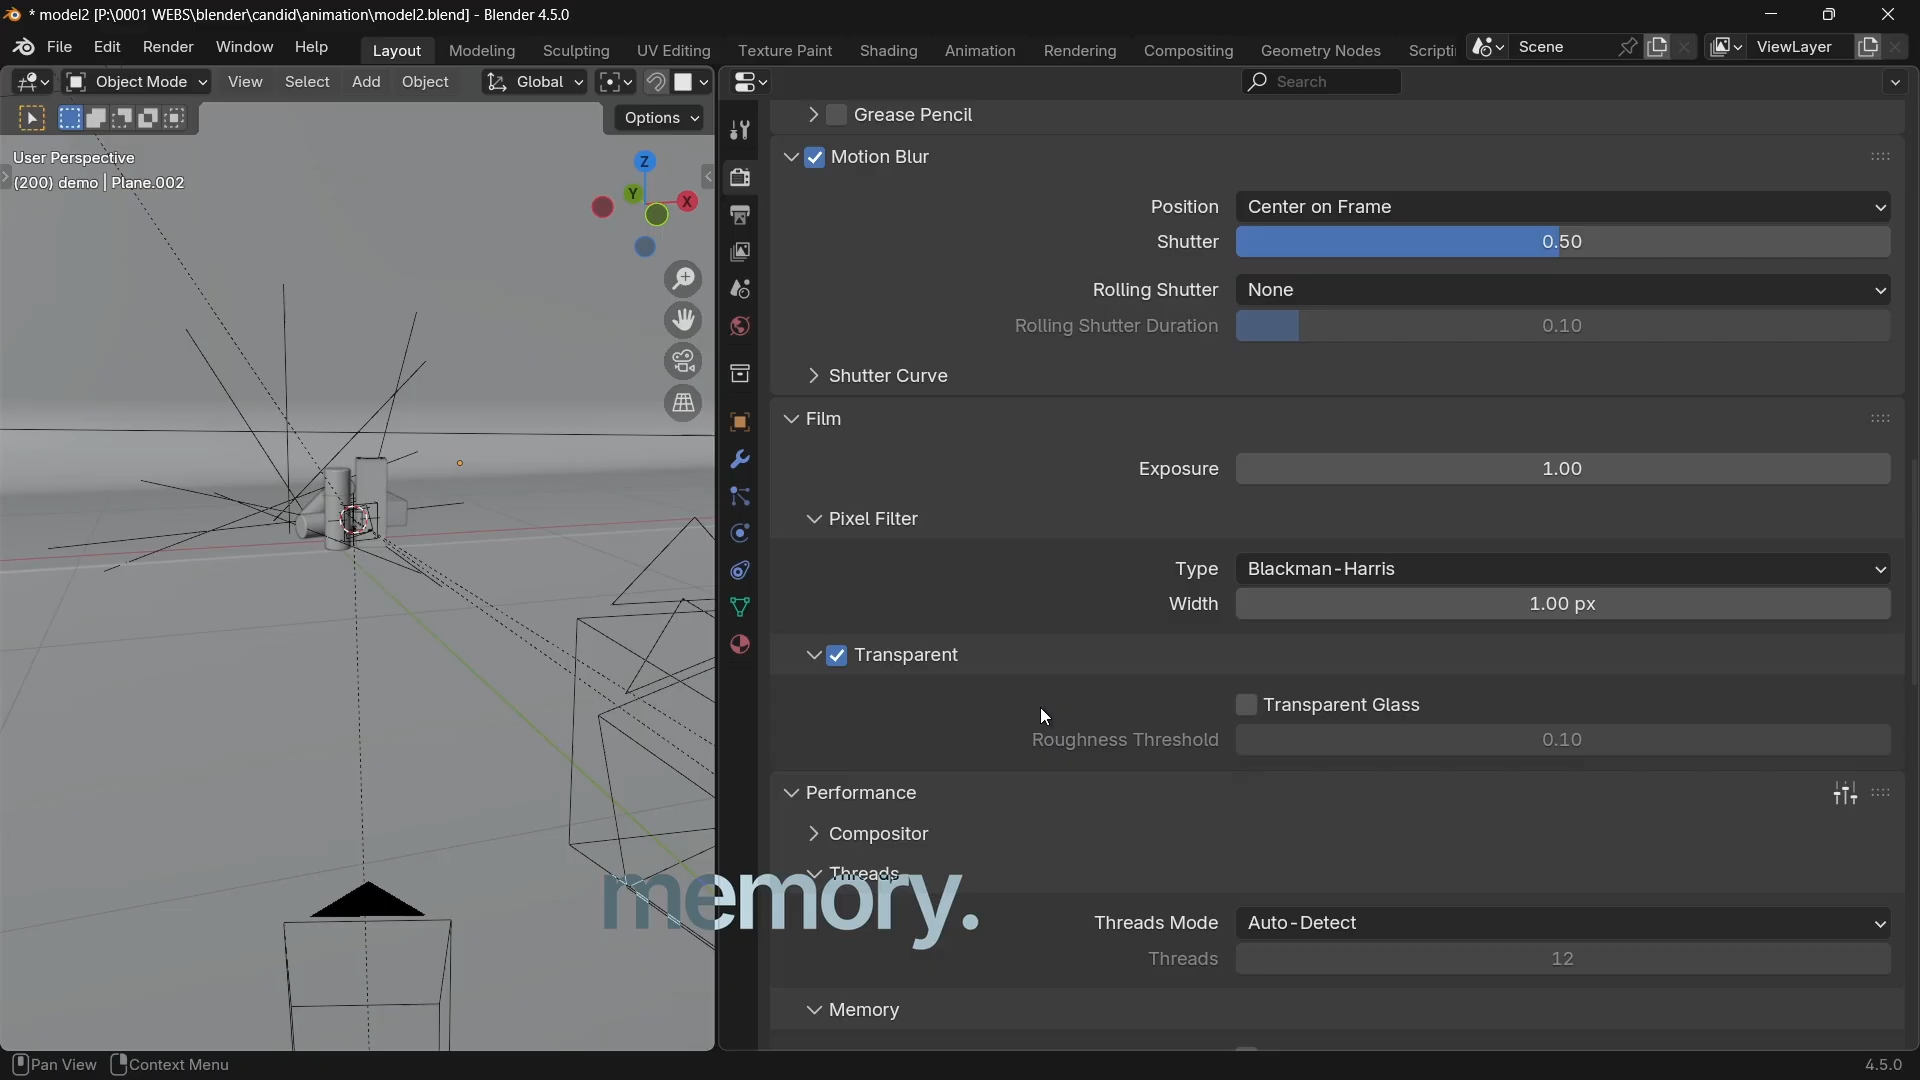 * model2 [P:\0001 WEBS\blender\candid\animation\model2.blend] - Blender 4.5.0
File Edit Render Window Help Layout Modeling Sculpting UV Editing Texture Paint Shading Animation Rendering Compositing Geometry Nodes Scripti Scene ViewLayer
Object Mode View Select Add Object Global Search
Options
User Perspective
(200) demo | Plane.002
Z
Y
X
Grease Pencil
Motion Blur
Position Center on Frame
Shutter 0.50
Rolling Shutter None
Rolling Shutter Duration 0.10
Shutter Curve
Film
Exposure 1.00
Pixel Filter
Type Blackman-Harris
Width 1.00 px
Transparent
Transparent Glass
Roughness Threshold 0.10
Performance
Compositor
Threads
memory.
Threads Mode Auto-Detect
Threads 12
Memory
Pan View Context Menu 4.5.0